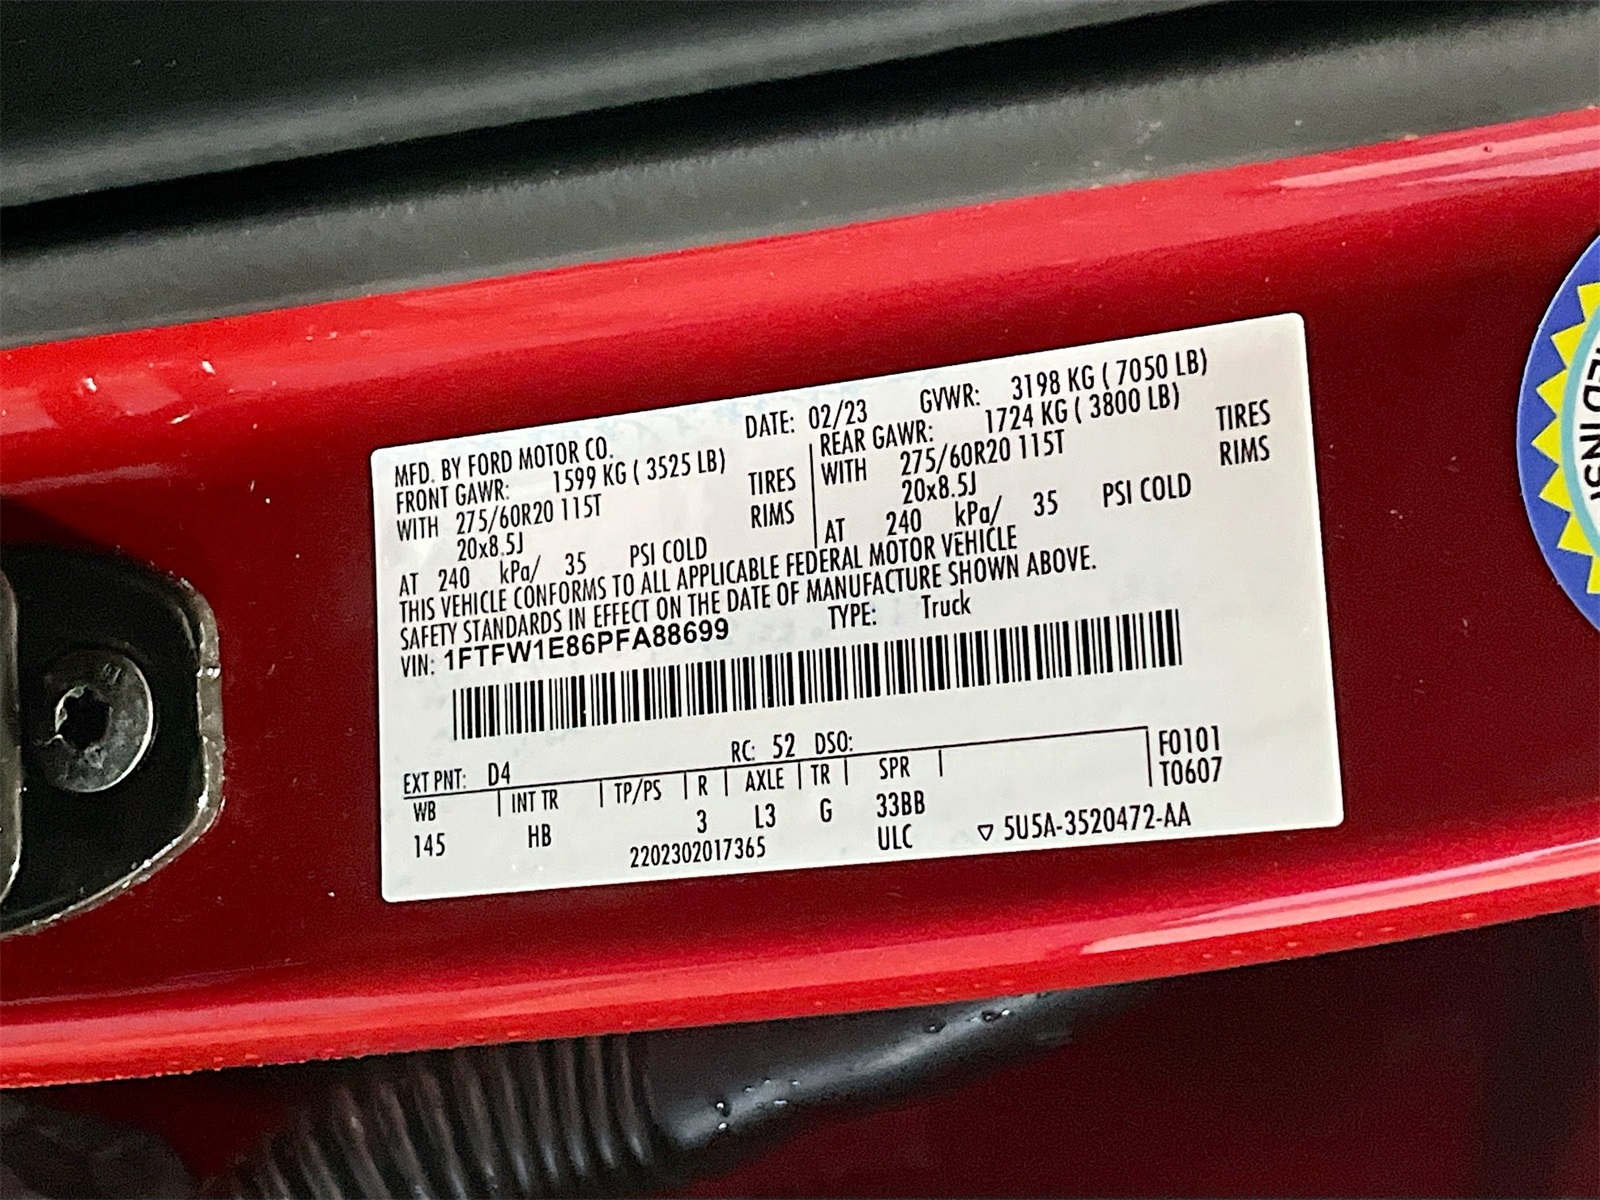 MFD. BY FORD MOTOR CO. DATE: 02/23 GVWR: 3198 KG ( 7050 LB)
FRONT GAWR: 1599 KG ( 3525 LB) REAR GAWR: 1724 KG ( 3800 LB)
WITH 275/60R20 115T TIRES WITH 275/60R20 115T TIRES
20x8.5J RIMS 20x8.5J RIMS
AT 240 kPa/ 35 PSI COLD AT 240 kPa/ 35 PSI COLD
THIS VEHICLE CONFORMS TO ALL APPLICABLE FEDERAL MOTOR VEHICLE
SAFETY STANDARDS IN EFFECT ON THE DATE OF MANUFACTURE SHOWN ABOVE.
VIN: 1FTFW1E86PFA88699 TYPE: Truck
EXT PNT: D4 RC: 52 DSO: F0101
WB INT TR TP/PS R AXLE TR SPR T0607
145 HB 3 L3 G 33BB
2202302017365 ULC ▽ 5U5A-3520472-AA